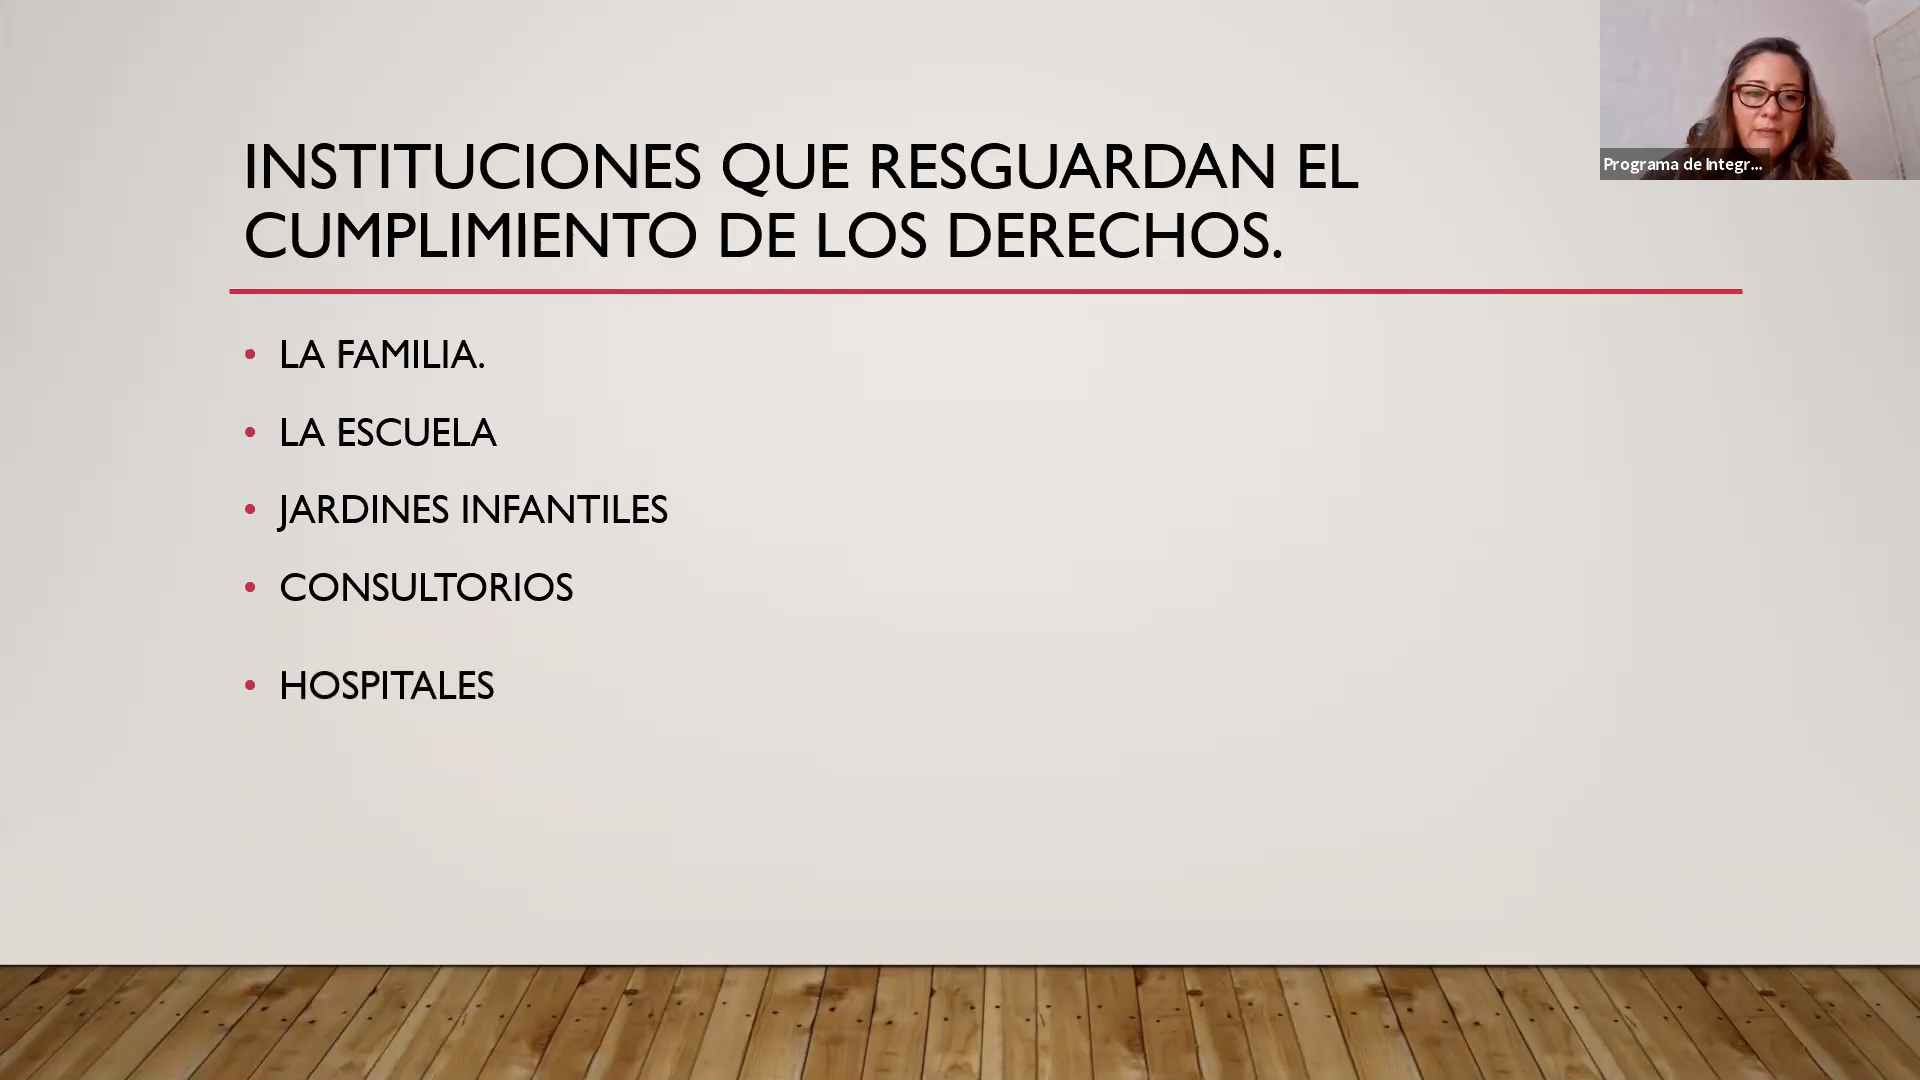 INSTITUCIONES QUE RESGUARDAN EL
CUMPLIMIENTO DE LOS DERECHOS.
• LA FAMILIA.
• LA ESCUELA
• JARDINES INFANTILES
• CONSULTORIOS
• HOSPITALES
Programa de Integr...